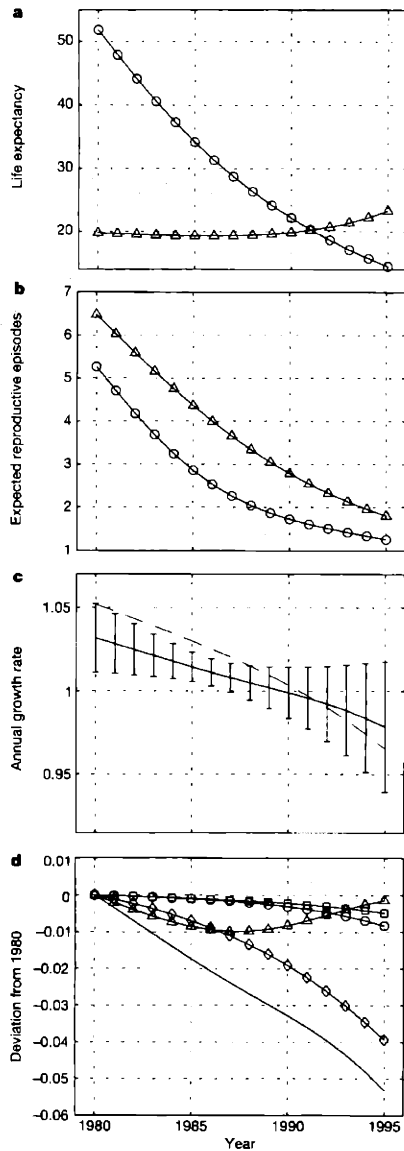 a
50
40
30
20
Life expectancy
b
7
6
5
4
3
2
1
Expected reproductive episodes
c
1.05
1
0.95
Annual growth rate
d
0.01
0
−0.01
−0.02
−0.03
−0.04
−0.05
−0.06
Deviation from 1980
1980 1985 1990 1995
Year